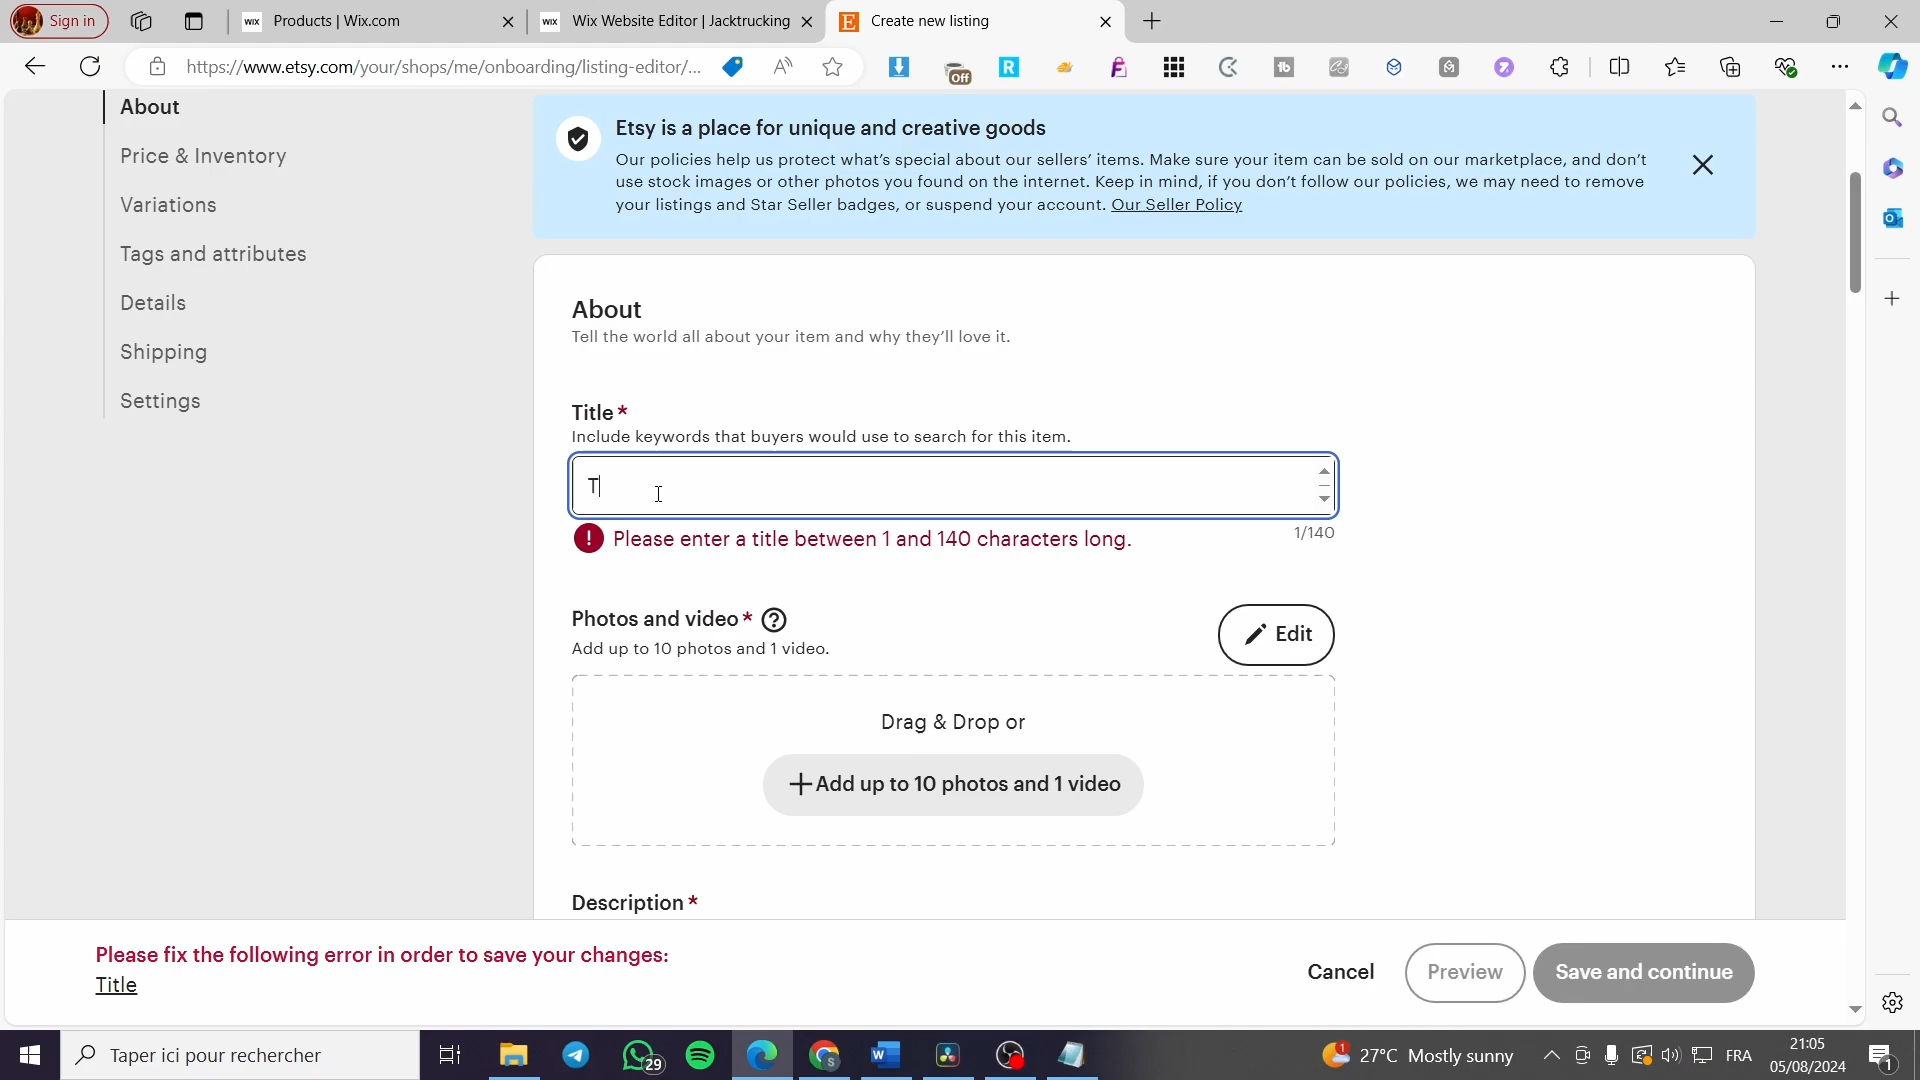 Sign in
WiX Products | Wix.com
WiX Wix Website Editor | Jacktrucking
E Create new listing
https://www.etsy.com/your/shops/me/onboarding/listing-editor/...
Off
R
tb
About
Price & Inventory
Variations
Tags and attributes
Details
Shipping
Settings
Etsy is a place for unique and creative goods
Our policies help us protect what's special about our sellers' items. Make sure your item can be sold on our marketplace, and don't
use stock images or other photos you found on the internet. Keep in mind, if you don't follow our policies, we may need to remove
your listings and Star Seller badges, or suspend your account. Our Seller Policy
About
Tell the world all about your item and why they'll love it.
Title*
Include keywords that buyers would use to search for this item.
T
Please enter a title between 1 and 140 characters long.
1/140
Photos and video*
Add up to 10 photos and 1 video.
Edit
Drag & Drop or
Add up to 10 photos and 1 video
Description*
Please fix the following error in order to save your changes:
Title
Cancel
Preview
Save and continue
Taper ici pour rechercher
29
1
27°C Mostly sunny
FRA
21:05
05/08/2024
1